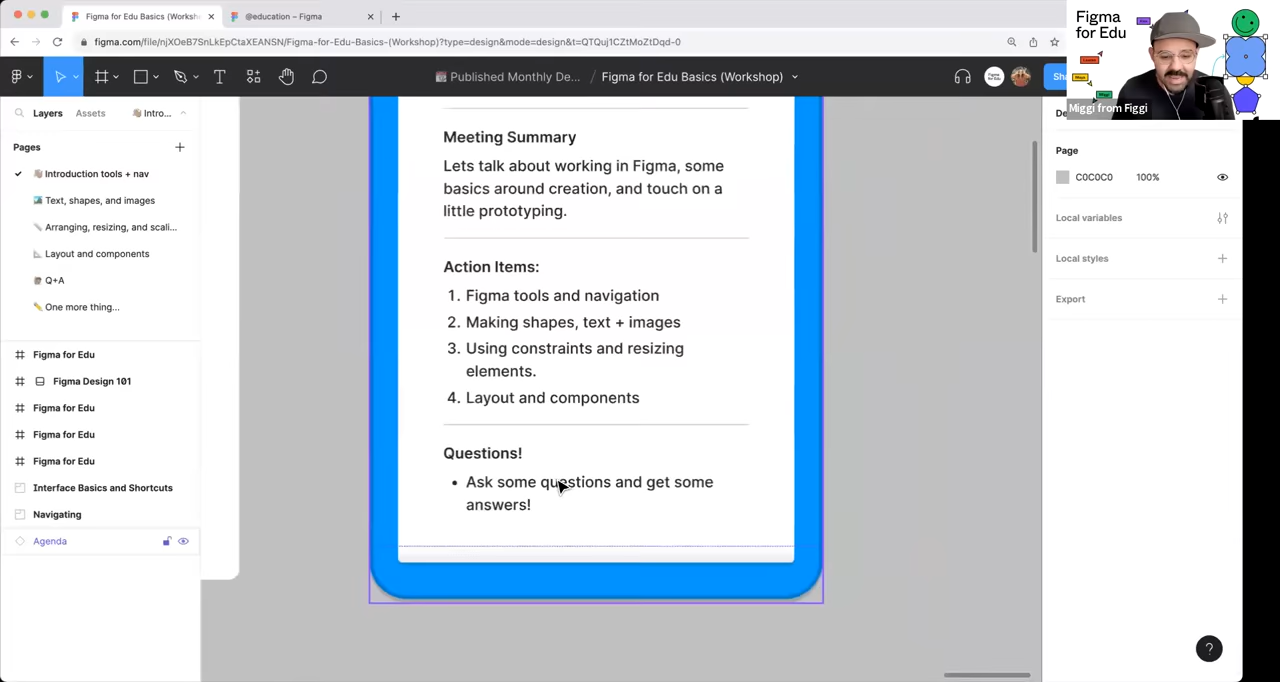 Figma for Edu Basics (Worksh
@education – Figma
figma.com/file/njXOeB7SnLkEpCtaXEANSN/Figma-for-Edu-Basics-(Workshop)?type=design&mode=design&t=QTQuj1CZtMoZtDqd-0
Published Monthly De... / Figma for Edu Basics (Workshop)
Sh
Figma
for Edu
Miggi from Figgi
Layers
Assets
Intro...
Pages
Introduction tools + nav
Text, shapes, and images
Arranging, resizing, and scali...
Layout and components
Q+A
One more thing...
Figma for Edu
Figma Design 101
Figma for Edu
Figma for Edu
Figma for Edu
Interface Basics and Shortcuts
Navigating
Agenda
Meeting Summary
Lets talk about working in Figma, some
basics around creation, and touch on a
little prototyping.
Action Items:
1. Figma tools and navigation
2. Making shapes, text + images
3. Using constraints and resizing
elements.
4. Layout and components
Questions!
• Ask some questions and get some
answers!
De
Page
C0C0C0 100%
Local variables
Local styles
Export
?